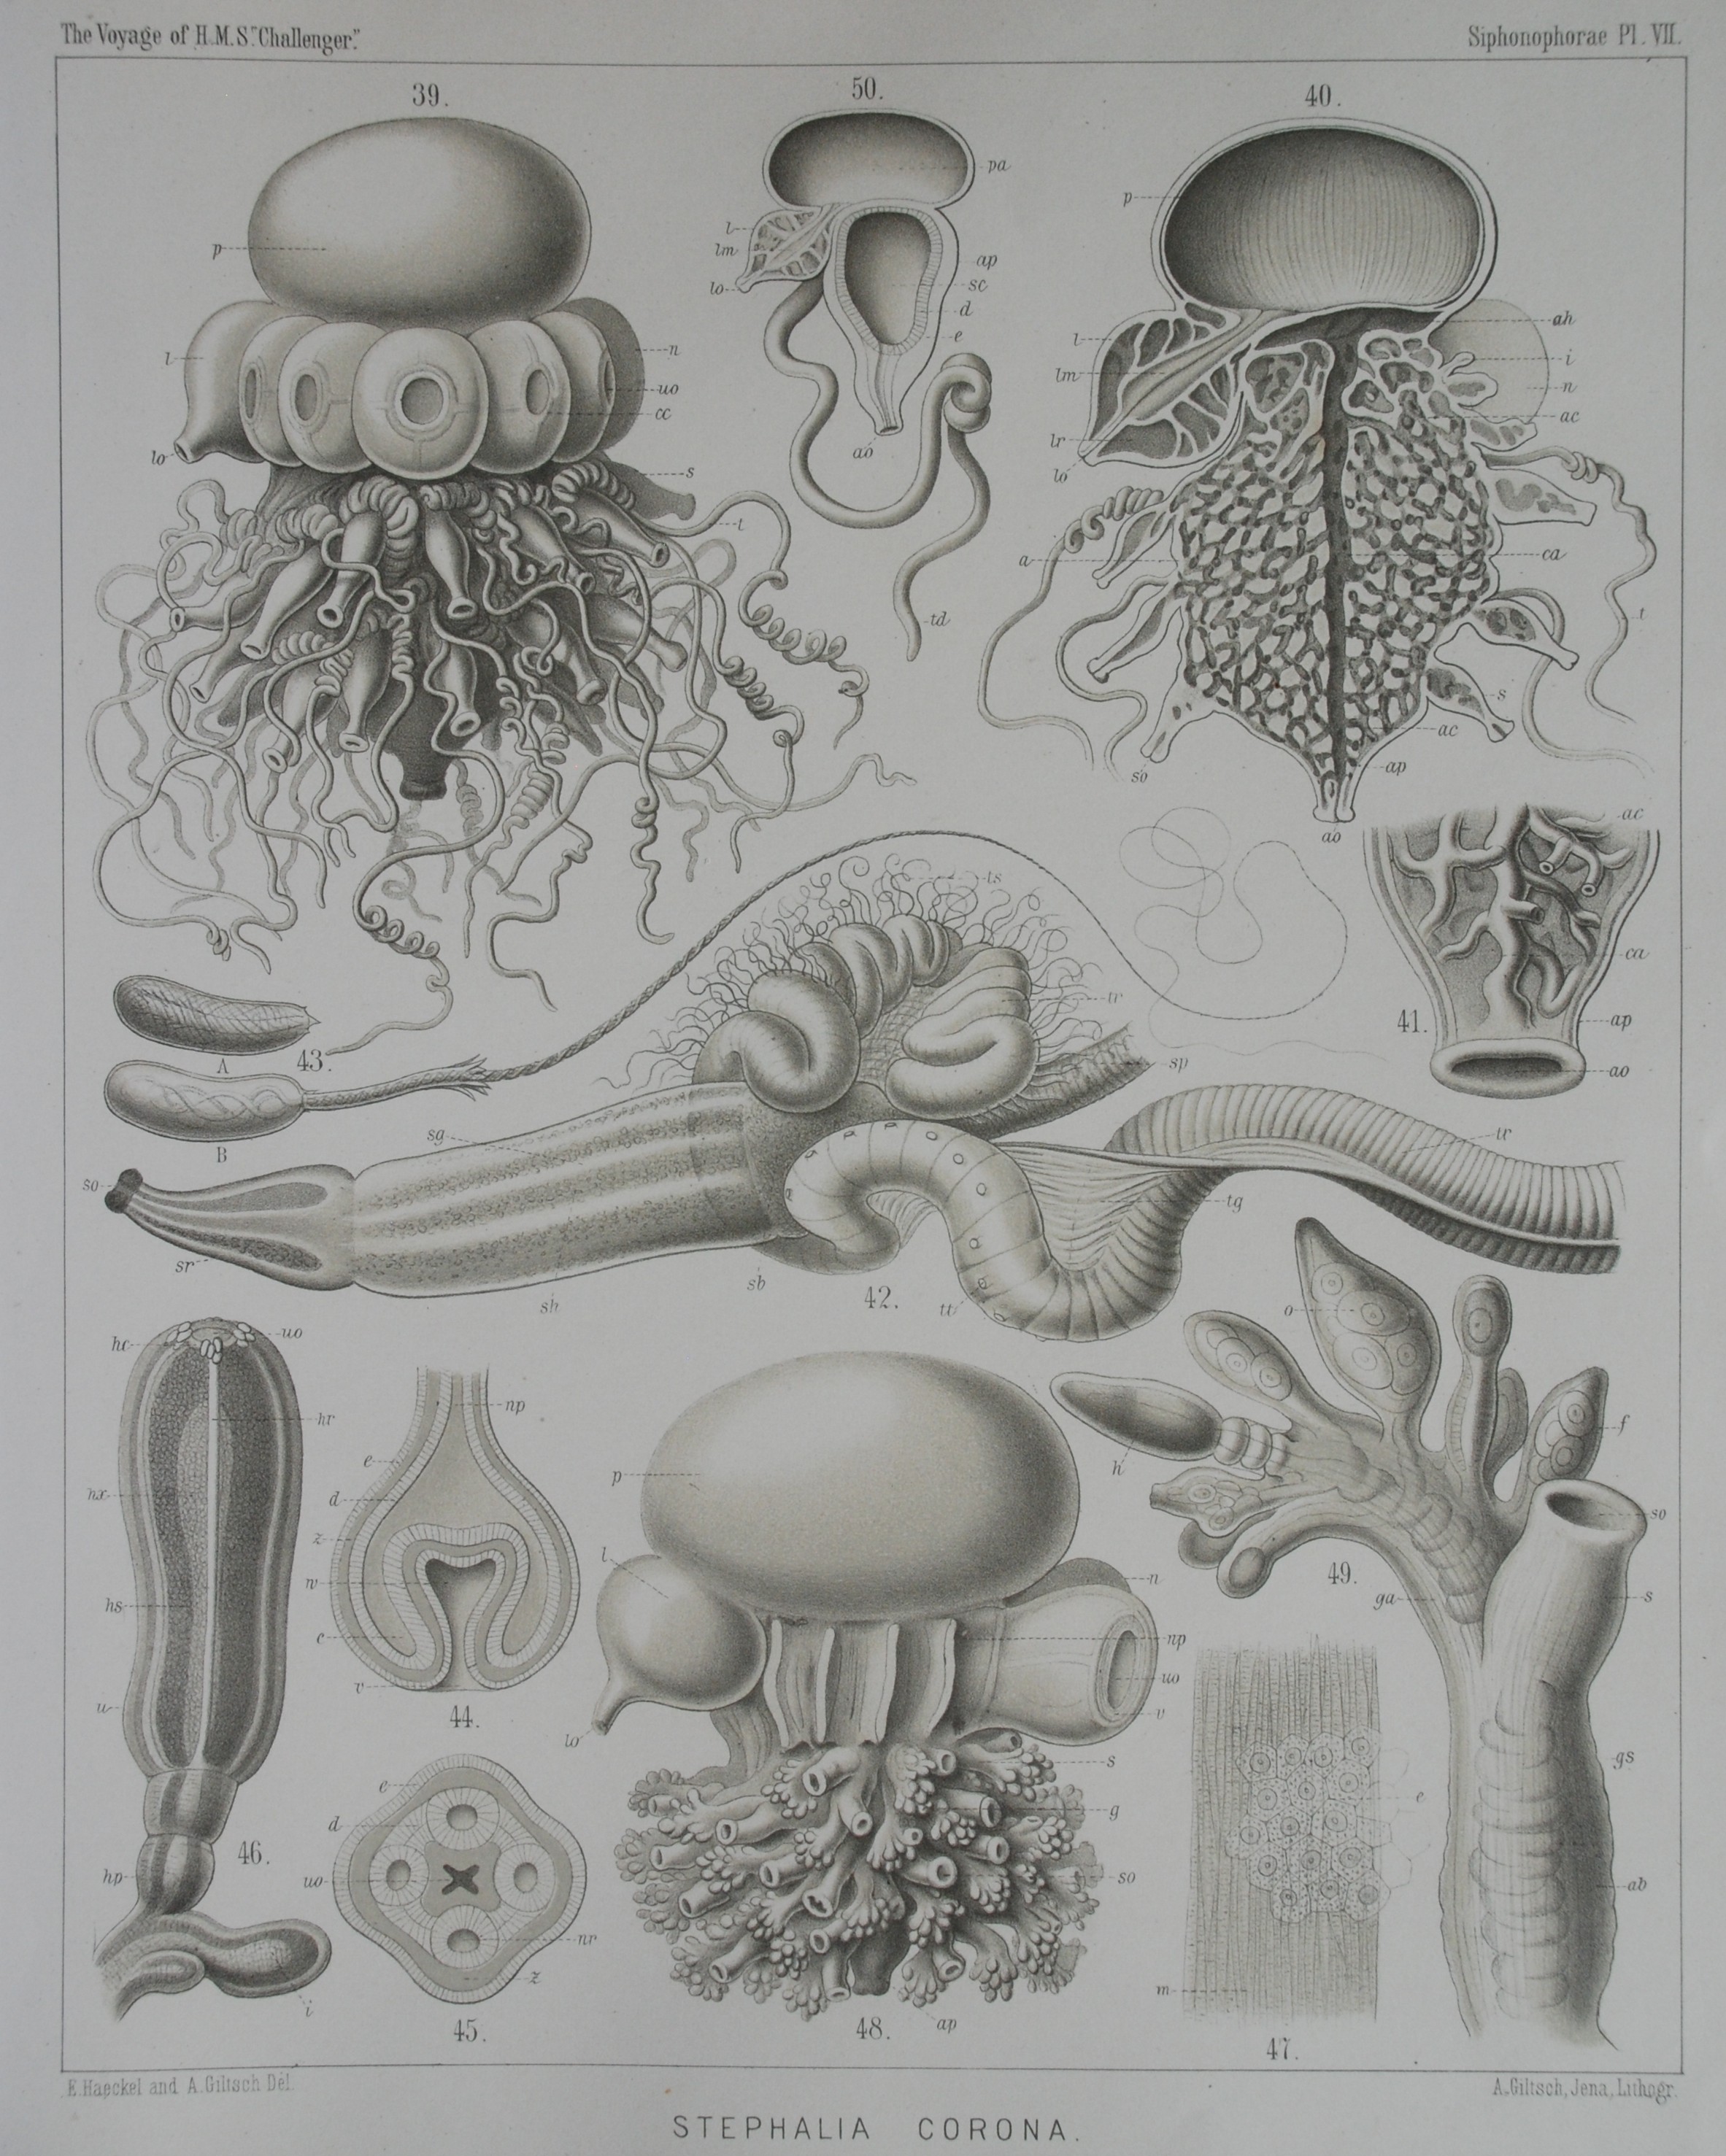 The Voyage of H.M.S. "Challenger."
Siphonophorae Pl. VII.
39.
50.
40.
p
l
lo
n
uo
cc
s
t
pa
l
lm
lo
ap
sc
d
e
ao
td
p
l
lm
lr
lo
a
so
ah
i
n
ac
ca
t
s
ac
ap
ao
ts
tr
sp
ac
ca
ap
ao
41.
A
43.
B
so
sr
sg
sh
sb
42.
tt
tg
tr
hc
uo
hr
hx
hs
u
hp
46.
i
np
e
d
z
w
c
v
44.
e
d
uo
nr
z
45.
p
l
lo
n
np
uo
v
s
g
so
ap
48.
o
h
f
so
49.
ga
s
gs
ab
e
m
47.
E. Haeckel and A. Giltsch Del.
A. Giltsch, Jena, Lithogr.
STEPHALIA CORONA.